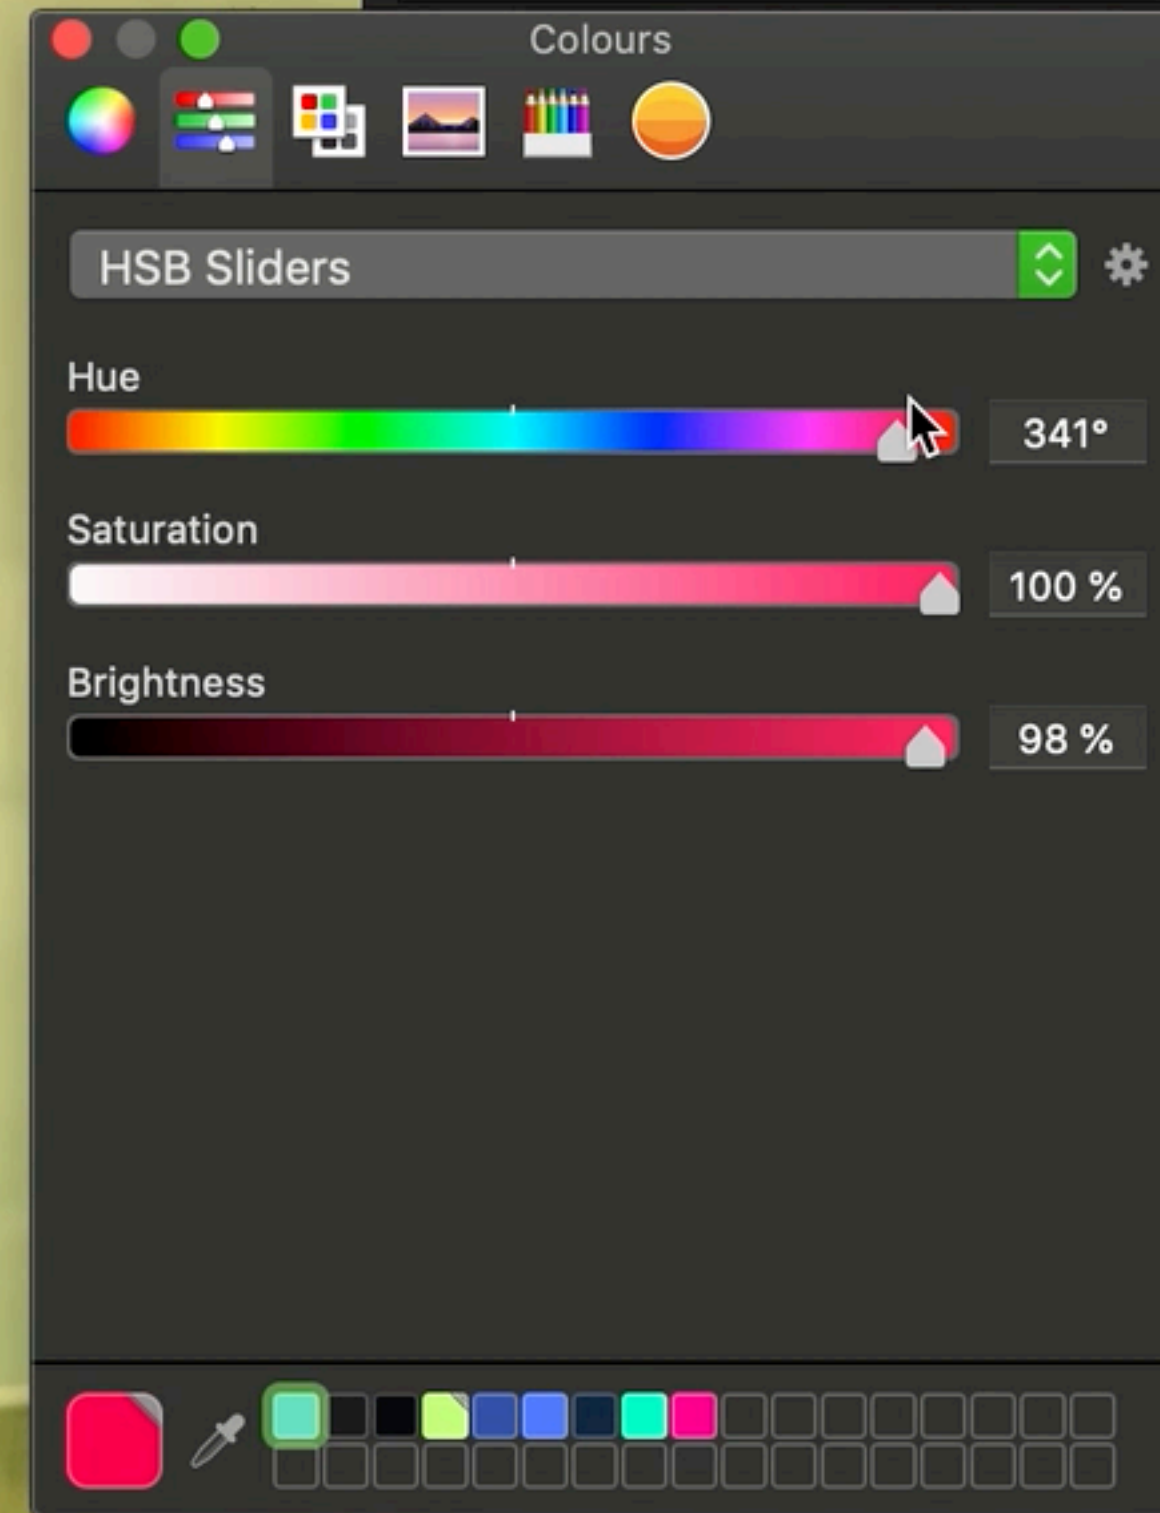 Colours
HSB Sliders
Hue
341°
Saturation
100 %
Brightness
98 %